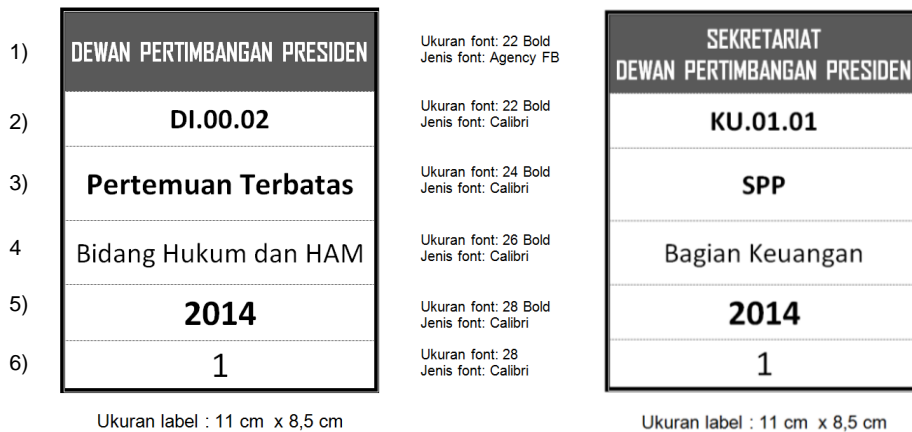 1)
DEWAN PERTIMBANGAN PRESIDEN
Ukuran font: 22 Bold
Jenis font: Agency FB
SEKRETARIAT
DEWAN PERTIMBANGAN PRESIDEN
2)
DI.00.02
Ukuran font: 22 Bold
Jenis font: Calibri
KU.01.01
3)
Pertemuan Terbatas
Ukuran font: 24 Bold
Jenis font: Calibri
SPP
4
Bidang Hukum dan HAM
Ukuran font: 26 Bold
Jenis font: Calibri
Bagian Keuangan
5)
2014
Ukuran font: 28 Bold
Jenis font: Calibri
2014
6)
1
Ukuran font: 28
Jenis font: Calibri
1
Ukuran label : 11 cm x 8,5 cm
Ukuran label : 11 cm x 8,5 cm